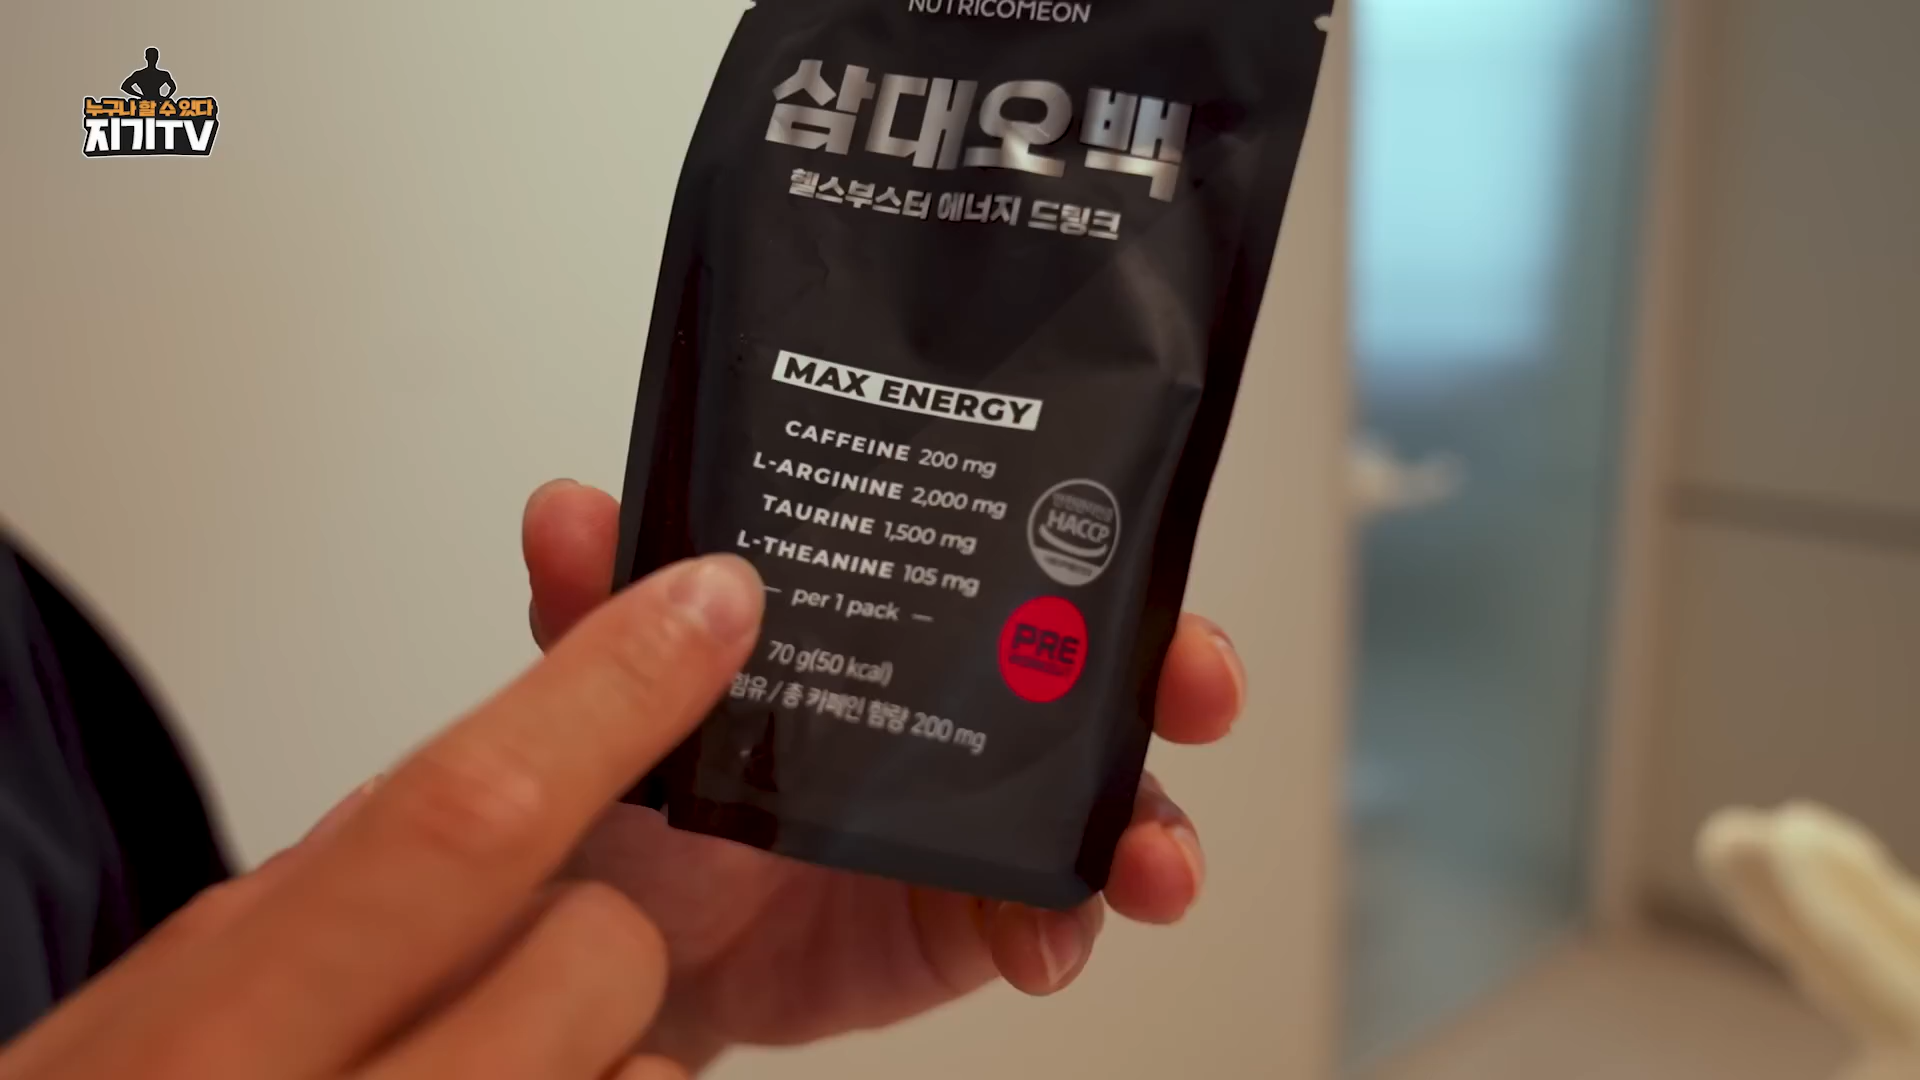 누구나 할 수 있다
지기TV
NUTRICOMEON
삼대오백
헬스부스터 에너지 드링크
MAX ENERGY
CAFFEINE 200 mg
L-ARGININE 2,000 mg
TAURINE 1,500 mg
L-THEANINE 105 mg
— per 1 pack —
HACCP
PRE
70 g(50 kcal)
함유 / 총 카페인 함량 200 mg